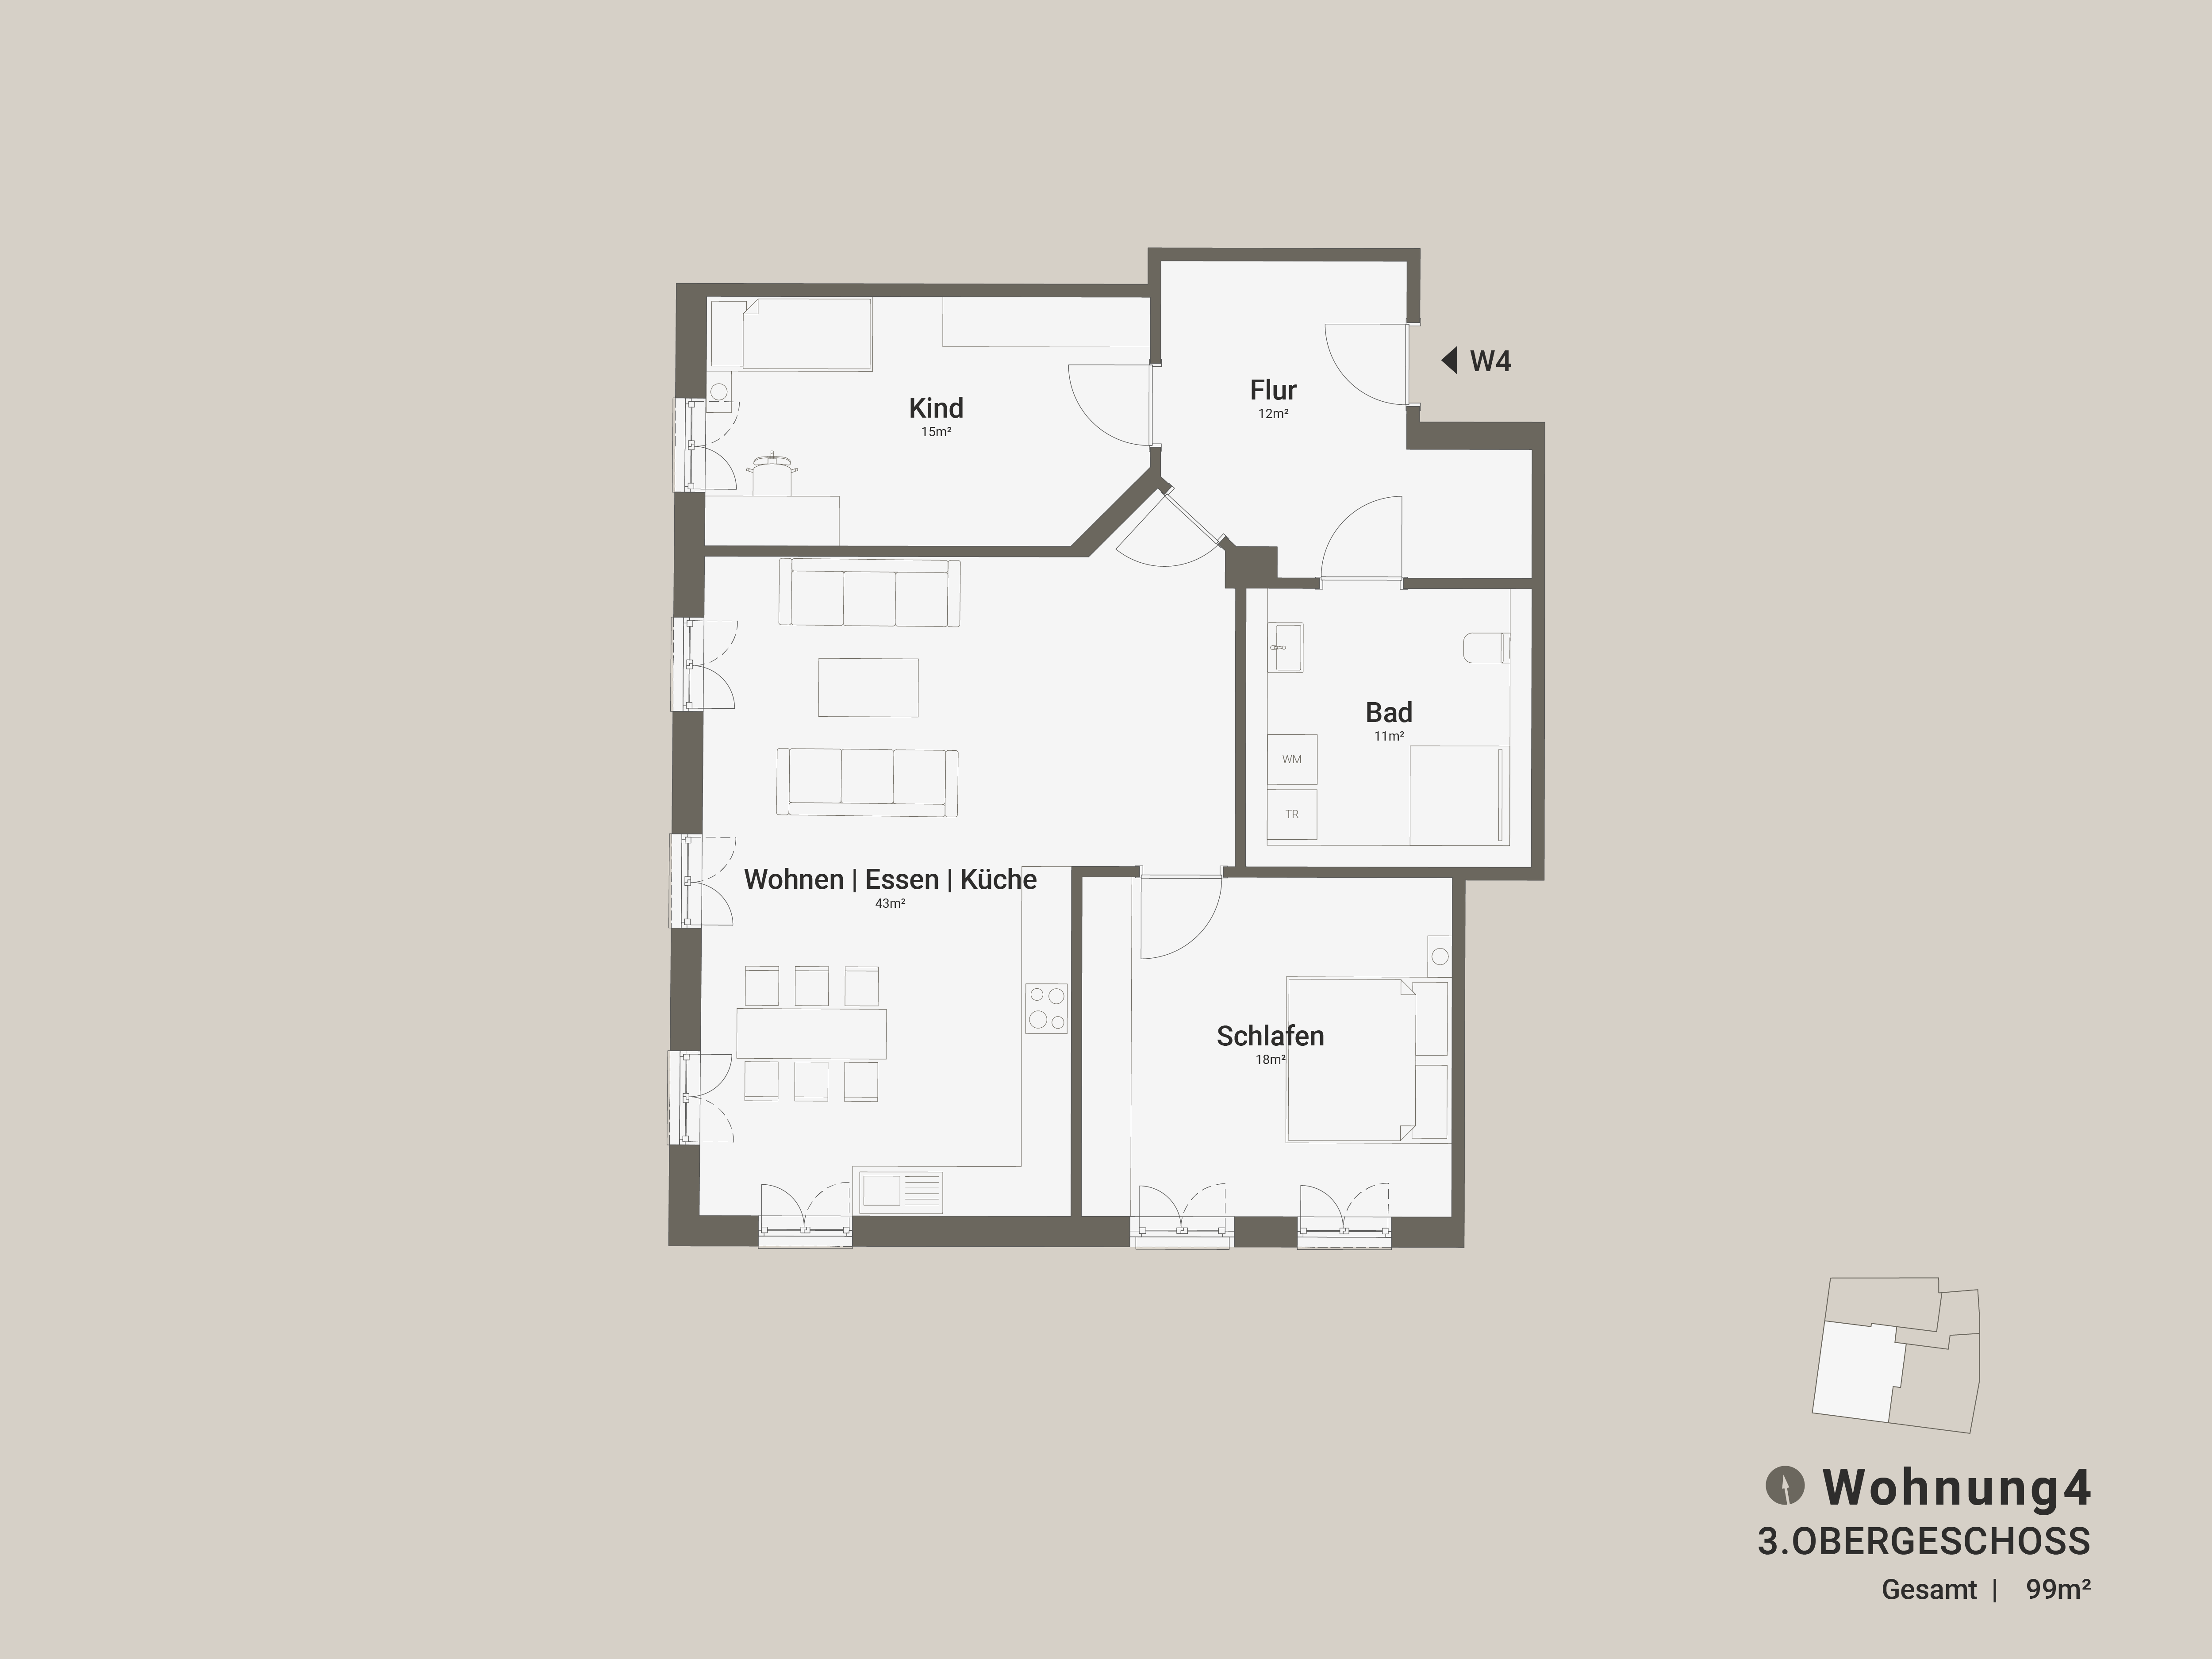 W4
Flur
12m²
Kind
15m²
Bad
11m²
WM
TR
Wohnen | Essen | Küche
43m²
Schlafen
18m²
Wohnung4
3.OBERGESCHOSS
Gesamt | 99m²